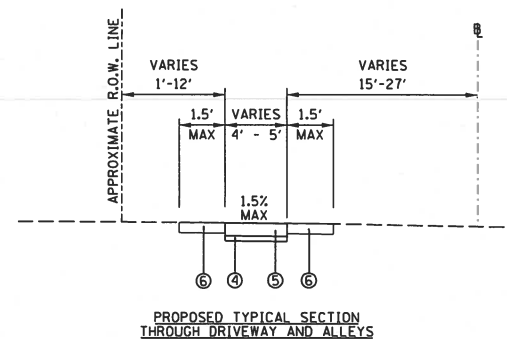 APPROXIMATE R.O.W. LINE
VARIES
1'-12'
VARIES
15'-27'
1.5'
MAX
VARIES
4' - 5'
1.5'
MAX
1.5%
MAX
6
4
5
6
PROPOSED TYPICAL SECTION
THROUGH DRIVEWAY AND ALLEYS